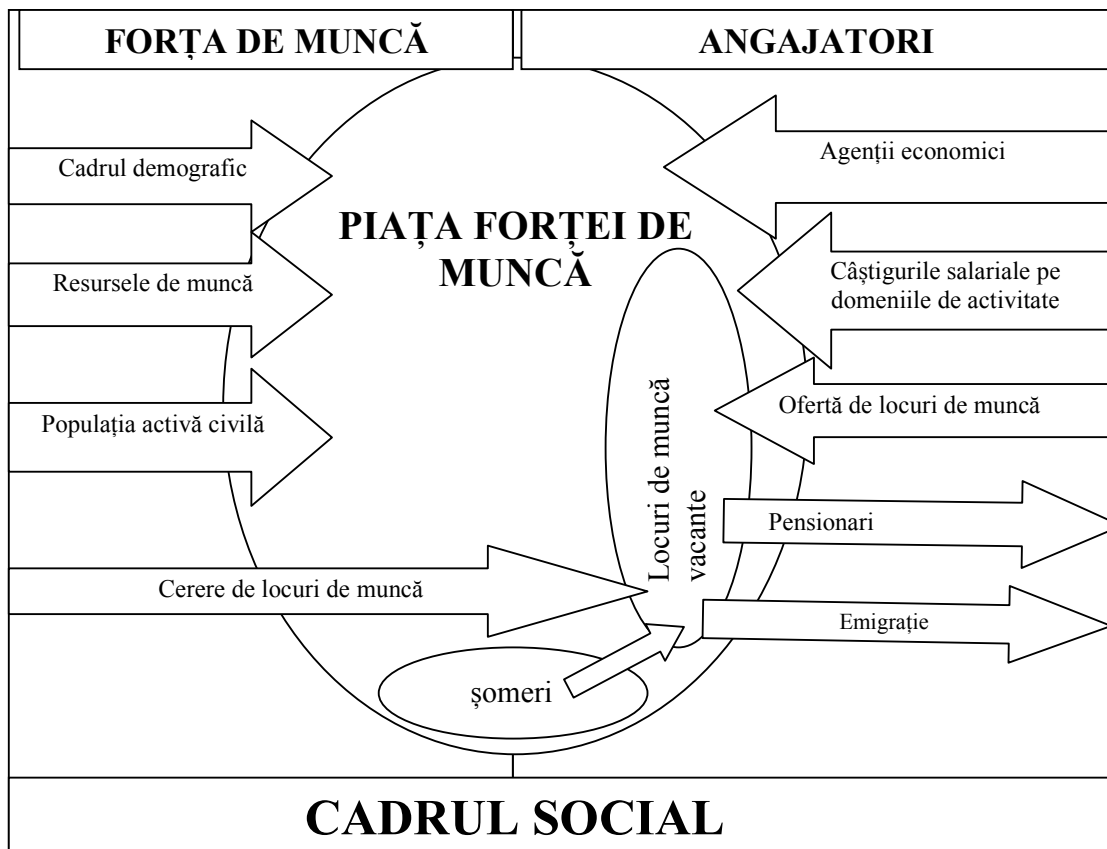 FORȚA DE MUNCĂ
ANGAJATORI
Cadrul demografic
Agenții economici
PIAȚA FORȚEI DE
MUNCĂ
Resursele de muncă
Câștigurile salariale pe
domeniile de activitate
Populația activă civilă
Ofertă de locuri de muncă
Locuri de muncă
vacante
Pensionari
Cerere de locuri de muncă
Emigrație
șomeri
CADRUL SOCIAL